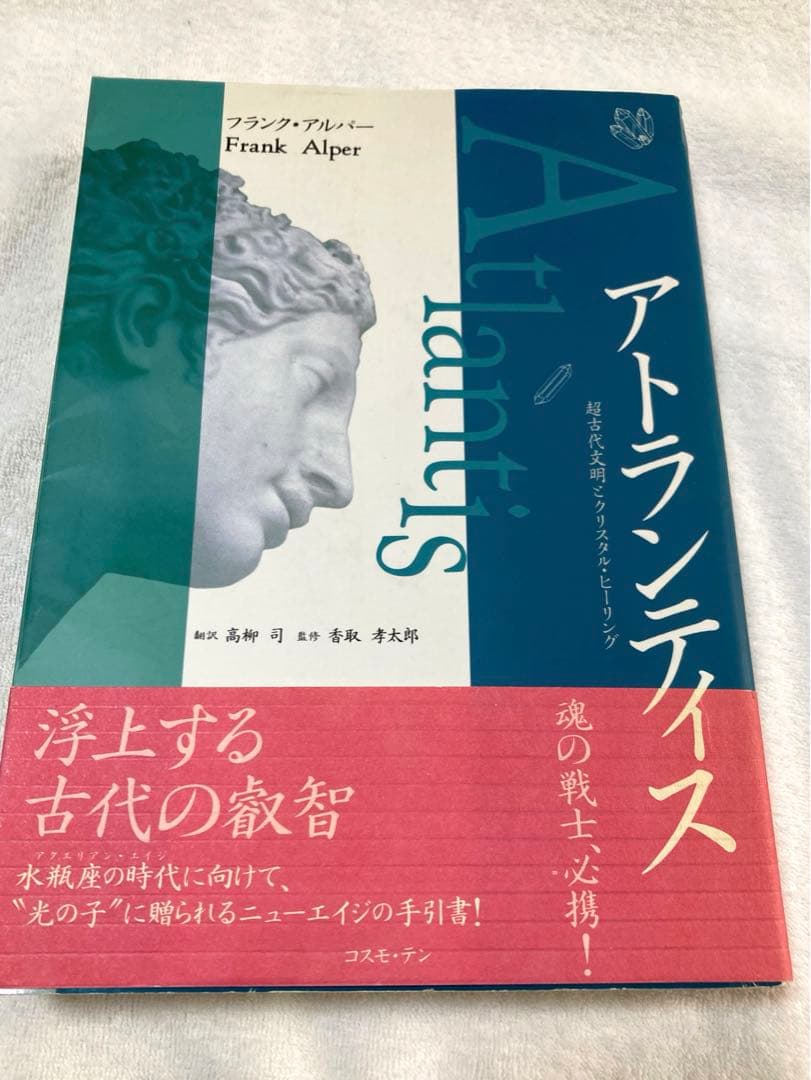 フランク・アルパー
Frank Alper
Atlantis
アトランティス
超古代文明とクリスタル・ヒーリング
翻訳 高柳 司 監修 香取 孝太郎
浮上する
古代の叡智
アクエリアン・エイジ
水瓶座の時代に向けて、
“光の子”に贈られるニューエイジの手引書!
魂の戦士、必携!
コスモ・テン